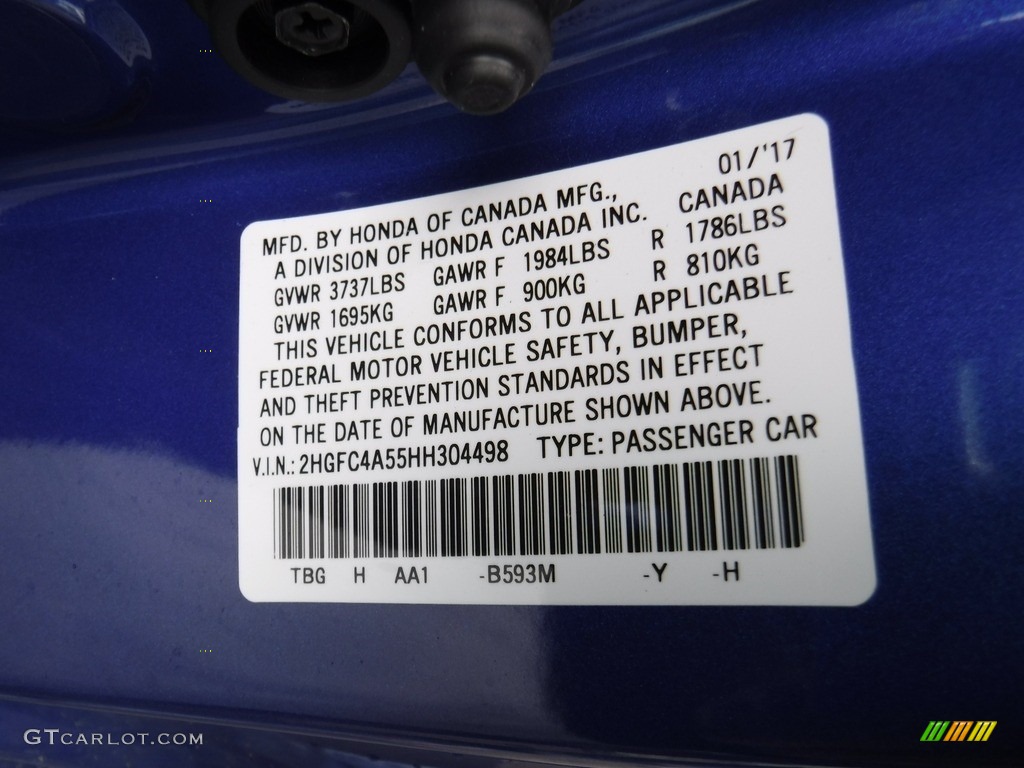 01/'17
MFD. BY HONDA OF CANADA MFG.,
A DIVISION OF HONDA CANADA INC. CANADA
GVWR 3737LBS GAWR F 1984LBS R 1786LBS
GVWR 1695KG GAWR F 900KG R 810KG
THIS VEHICLE CONFORMS TO ALL APPLICABLE
FEDERAL MOTOR VEHICLE SAFETY, BUMPER,
AND THEFT PREVENTION STANDARDS IN EFFECT
ON THE DATE OF MANUFACTURE SHOWN ABOVE.
V.I.N.: 2HGFC4A55HH304498 TYPE: PASSENGER CAR
TBG H AA1 -B593M -Y -H
GTCARLOT.COM